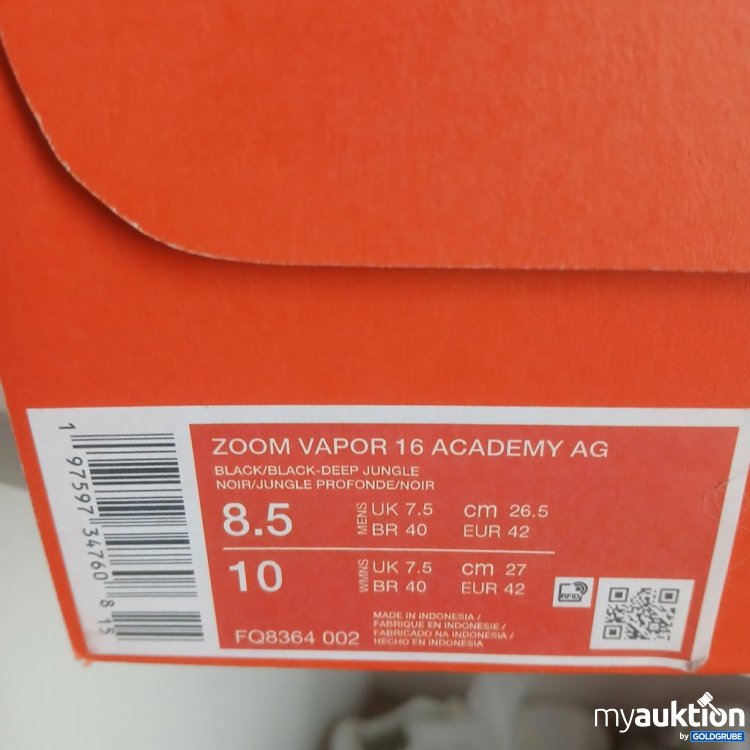 ZOOM VAPOR 16 ACADEMY AG
BLACK/BLACK-DEEP JUNGLE
NOIR/JUNGLE PROFONDE/NOIR
8.5 MENS UK 7.5 cm 26.5
BR 40 EUR 42
10 WMNS UK 7.5 cm 27
BR 40 EUR 42
RFID
FQ8364 002
MADE IN INDONESIA /
FABRIQUE EN INDONESIE /
FABRICADO NA INDONESIA /
HECHO EN INDONESIA
1 97597 34760 8 15
myauktion
by GOLDGRUBE